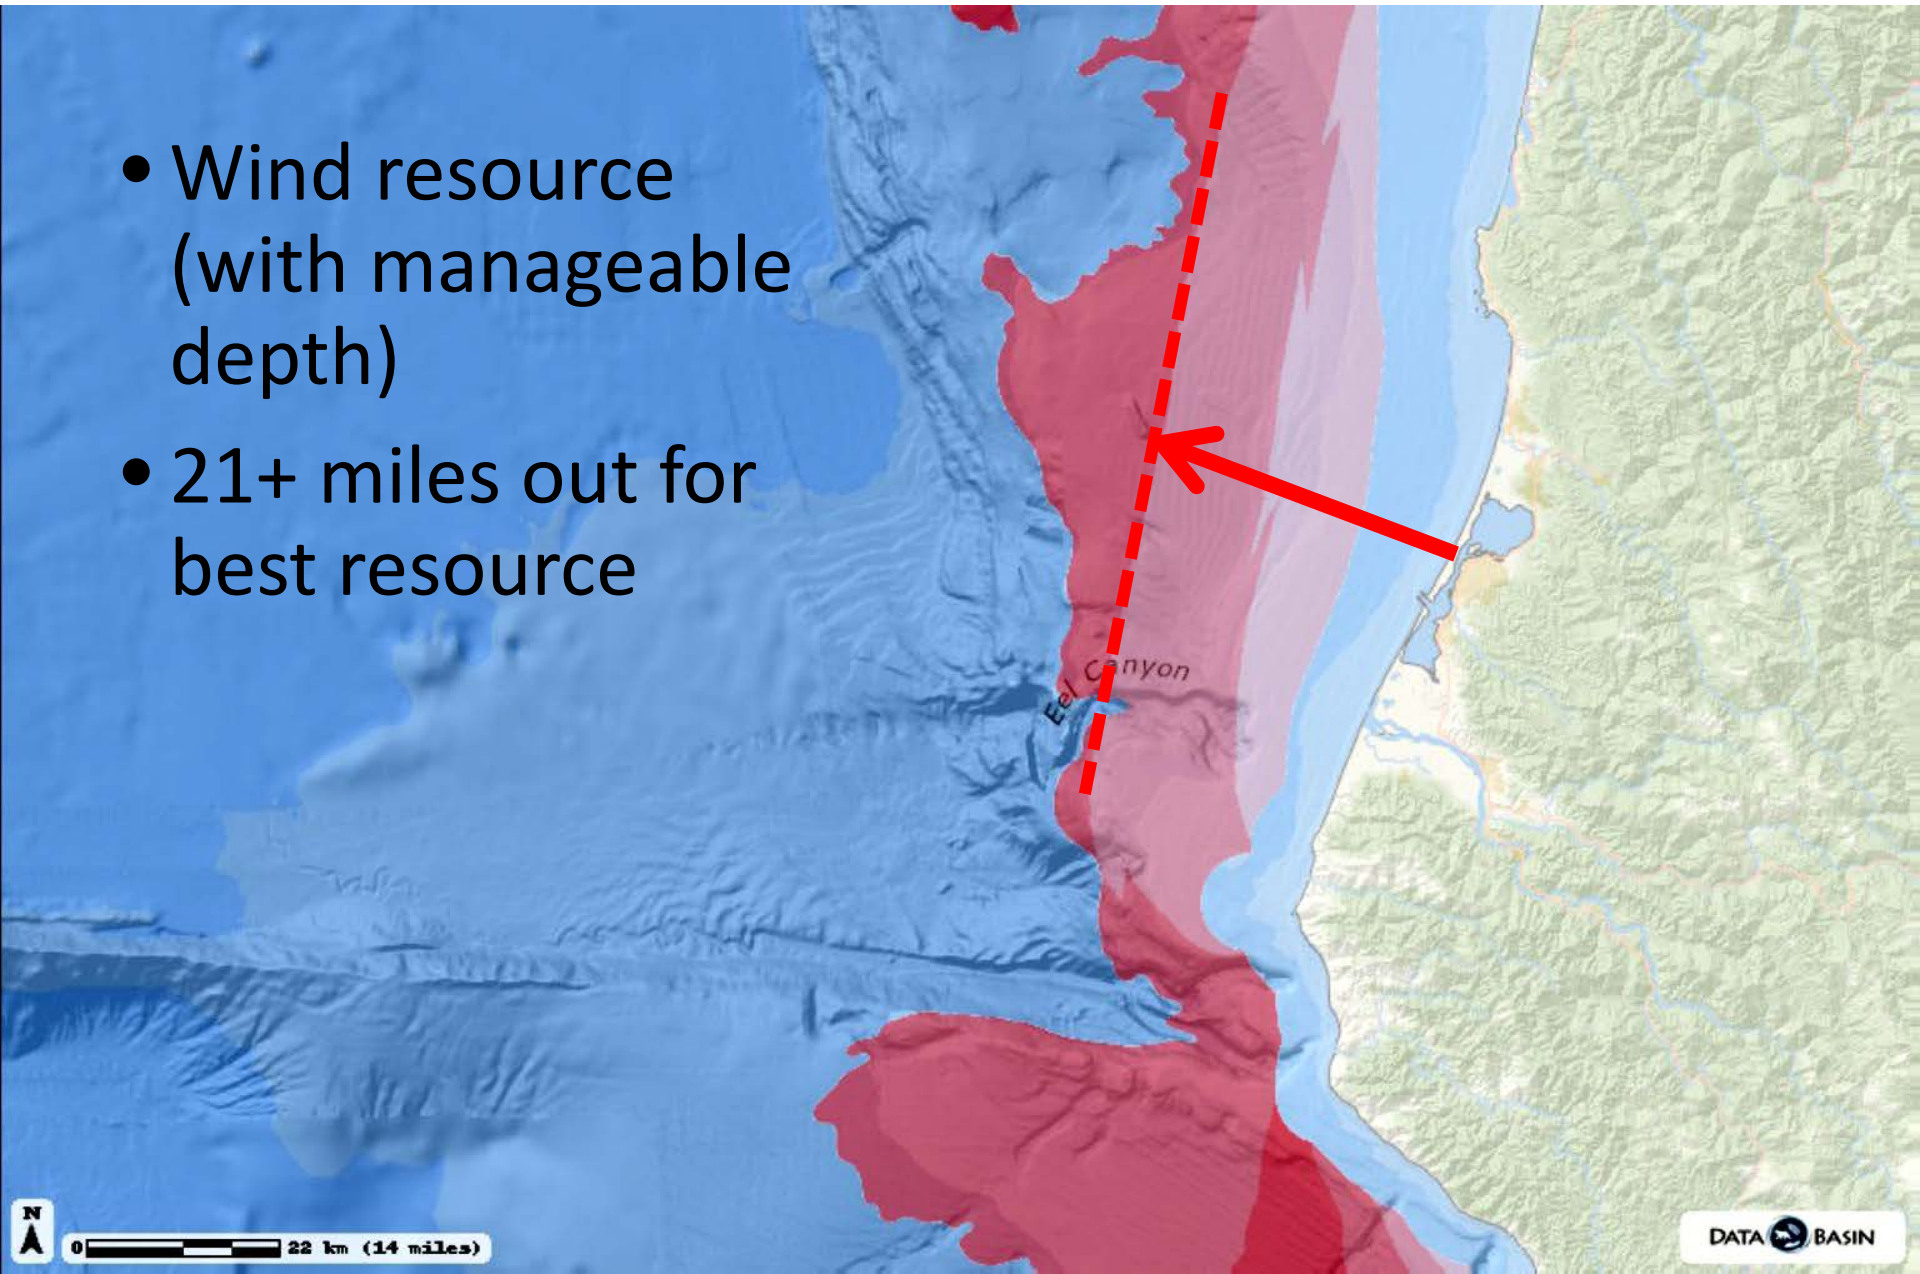 • Wind resource
(with manageable
depth)
• 21+ miles out for
best resource
Eel Canyon
N
0 22 km (14 miles)
DATA BASIN